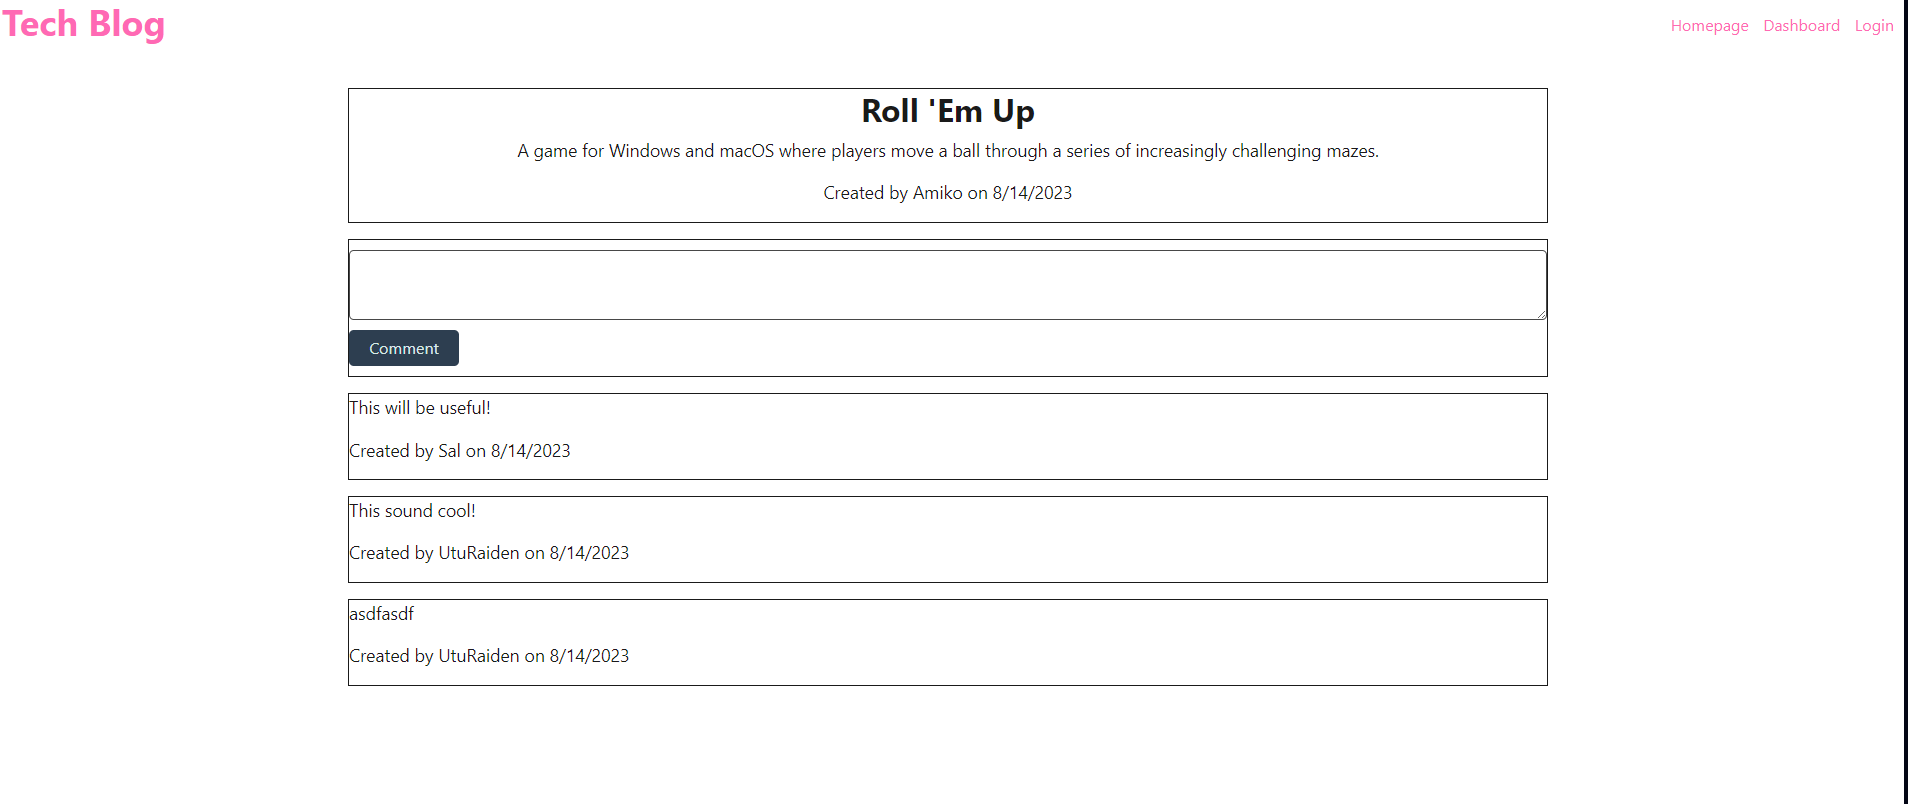 Tech Blog
Homepage Dashboard Login
Roll 'Em Up
A game for Windows and macOS where players move a ball through a series of increasingly challenging mazes.
Created by Amiko on 8/14/2023
Comment
This will be useful!
Created by Sal on 8/14/2023
This sound cool!
Created by UtuRaiden on 8/14/2023
asdfasdf
Created by UtuRaiden on 8/14/2023